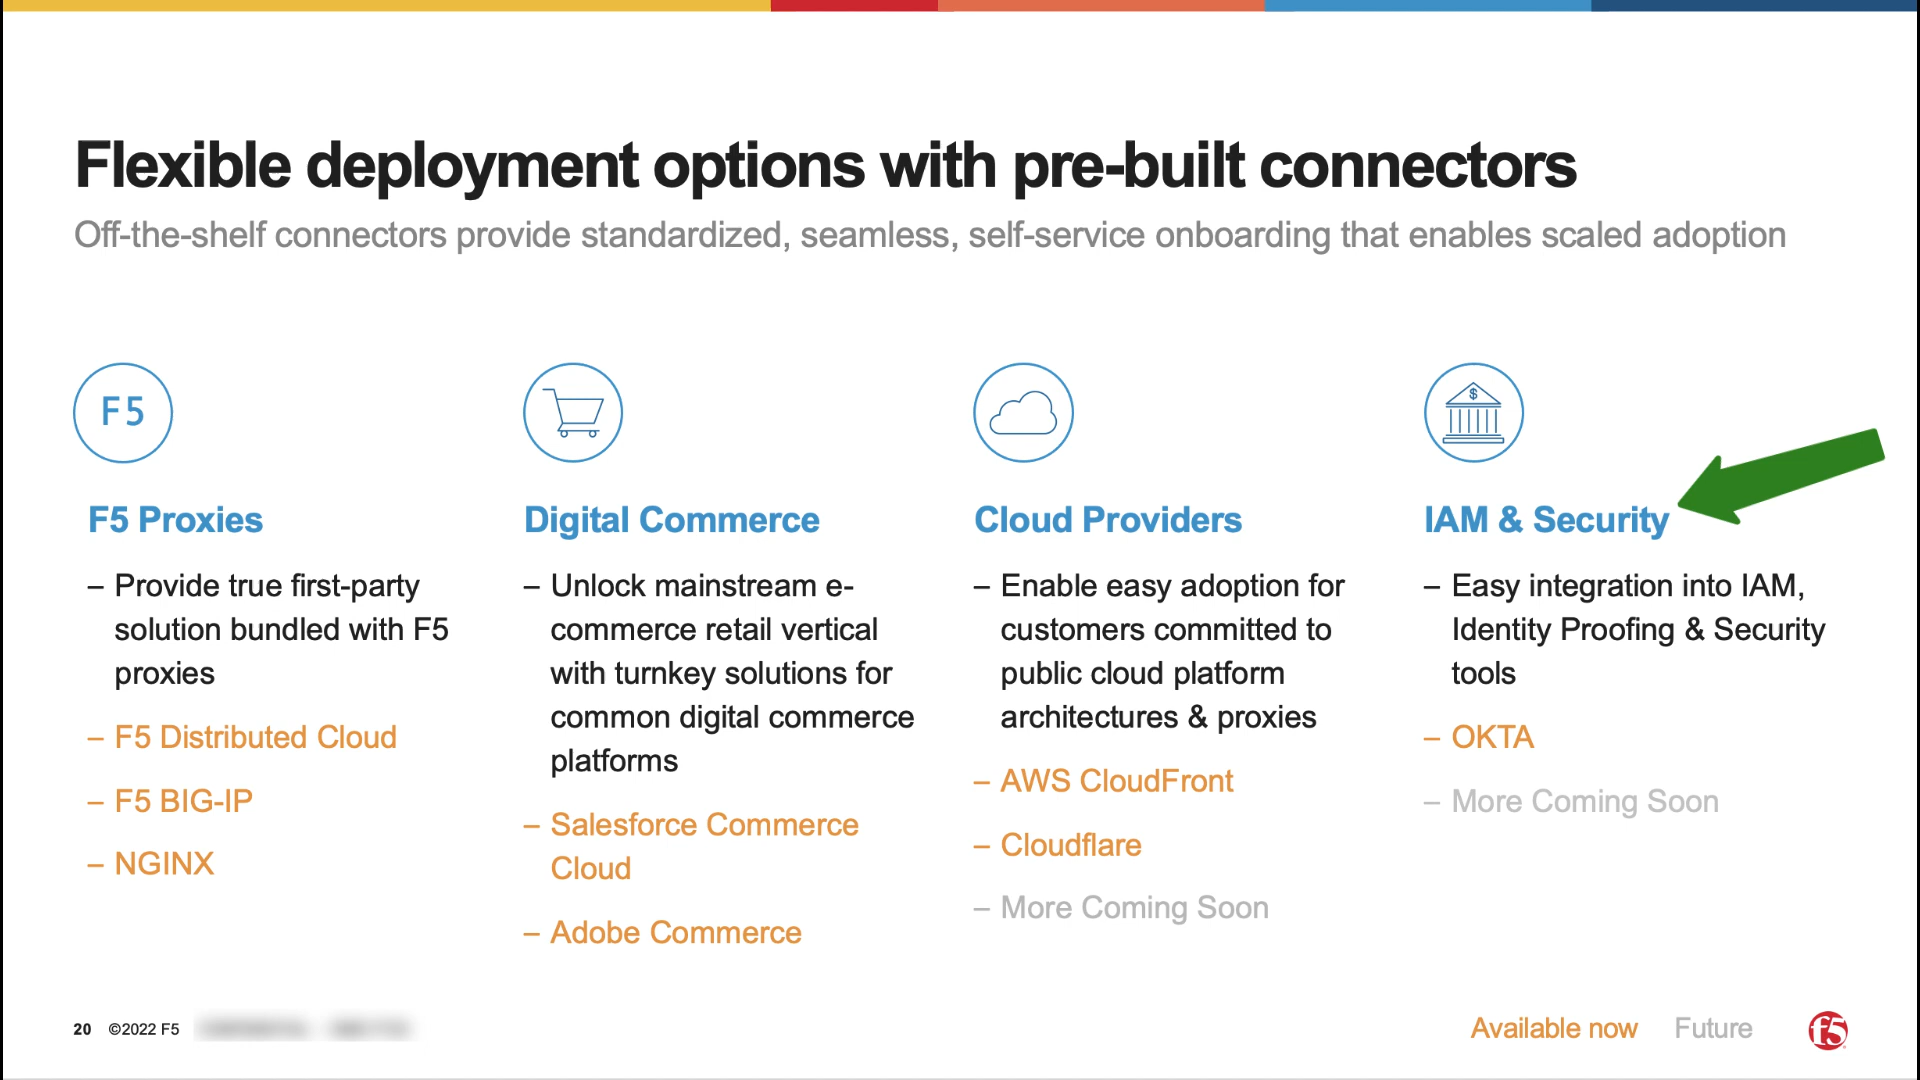 Flexible deployment options with pre-built connectors
Off-the-shelf connectors provide standardized, seamless, self-service onboarding that enables scaled adoption
F5
$
F5 Proxies
– Provide true first-party
solution bundled with F5
proxies
– F5 Distributed Cloud
– F5 BIG-IP
– NGINX
Digital Commerce
– Unlock mainstream e-
commerce retail vertical
with turnkey solutions for
common digital commerce
platforms
– Salesforce Commerce
Cloud
– Adobe Commerce
Cloud Providers
– Enable easy adoption for
customers committed to
public cloud platform
architectures & proxies
– AWS CloudFront
– Cloudflare
– More Coming Soon
IAM & Security
– Easy integration into IAM,
Identity Proofing & Security
tools
– OKTA
– More Coming Soon
20 ©2022 F5
Available now Future
f5